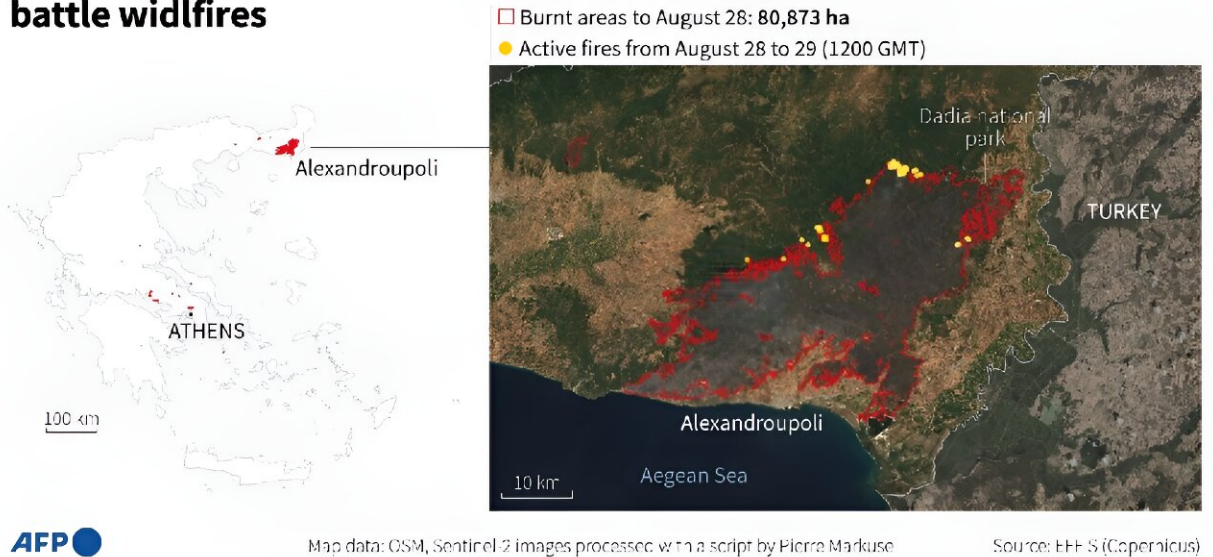 battle widlfires
Burnt areas to August 28: 80,873 ha
Active fires from August 28 to 29 (1200 GMT)
Dadia national
park
Alexandroupoli
TURKEY
ATHENS
100 km
Alexandroupoli
Aegean Sea
10 km
AFP
Map data: OSM, Sentinel-2 images processed with a script by Pierre Markuse
Source: EFFIS (Copernicus)